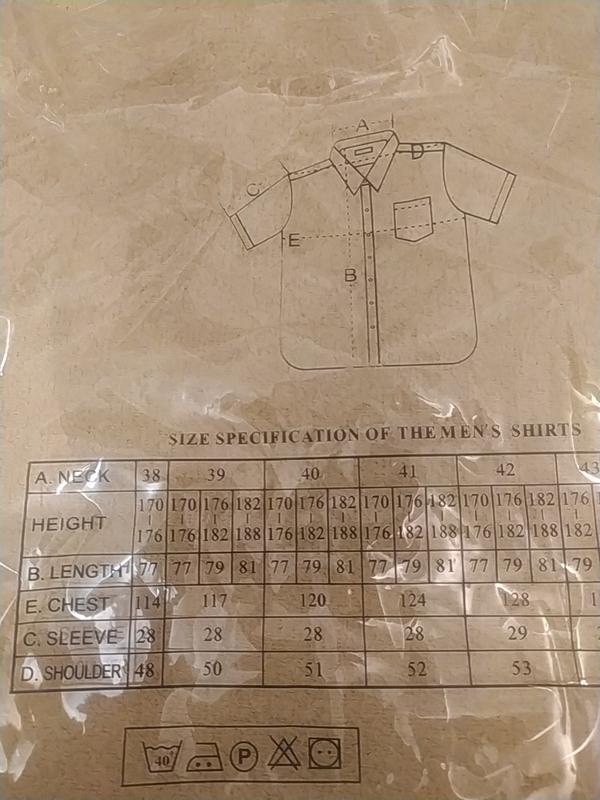 A
D
C
E
B
SIZE SPECIFICATION OF THE MEN'S SHIRTS
A. NECK 38 39 40 41 42 43
HEIGHT 170-176 170-176 176-182 182-188 170-176 176-182 182-188 170-176 176-182 182-188 170-176 176-182 182-188 176-182
B. LENGTH 77 77 79 81 77 79 81 77 79 81 77 79 81 79
E. CHEST 114 117 120 124 128
C. SLEEVE 28 28 28 28 29
D. SHOULDER 48 50 51 52 53
40° P